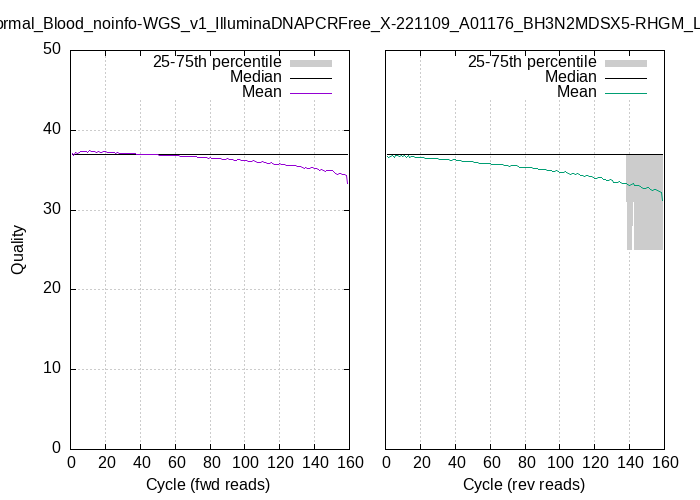 ormal_Blood_noinfo-WGS_v1_IlluminaDNAPCRFree_X-221109_A01176_BH3N2MDSX5-RHGM_L
25-75th percentile
Median
Mean
25-75th percentile
Median
Mean
Quality
50
40
30
20
10
0
0 20 40 60 80 100 120 140 160
0 20 40 60 80 100 120 140 160
Cycle (fwd reads)
Cycle (rev reads)